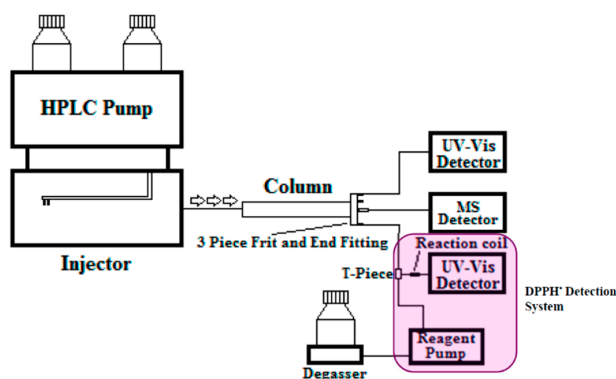 HPLC Pump
Injector
Column
3 Piece Frit and End Fitting
UV-Vis
Detector
MS
Detector
Reaction coil
T-Piece
UV-Vis
Detector
DPPH• Detection
System
Reagent
Pump
Degasser